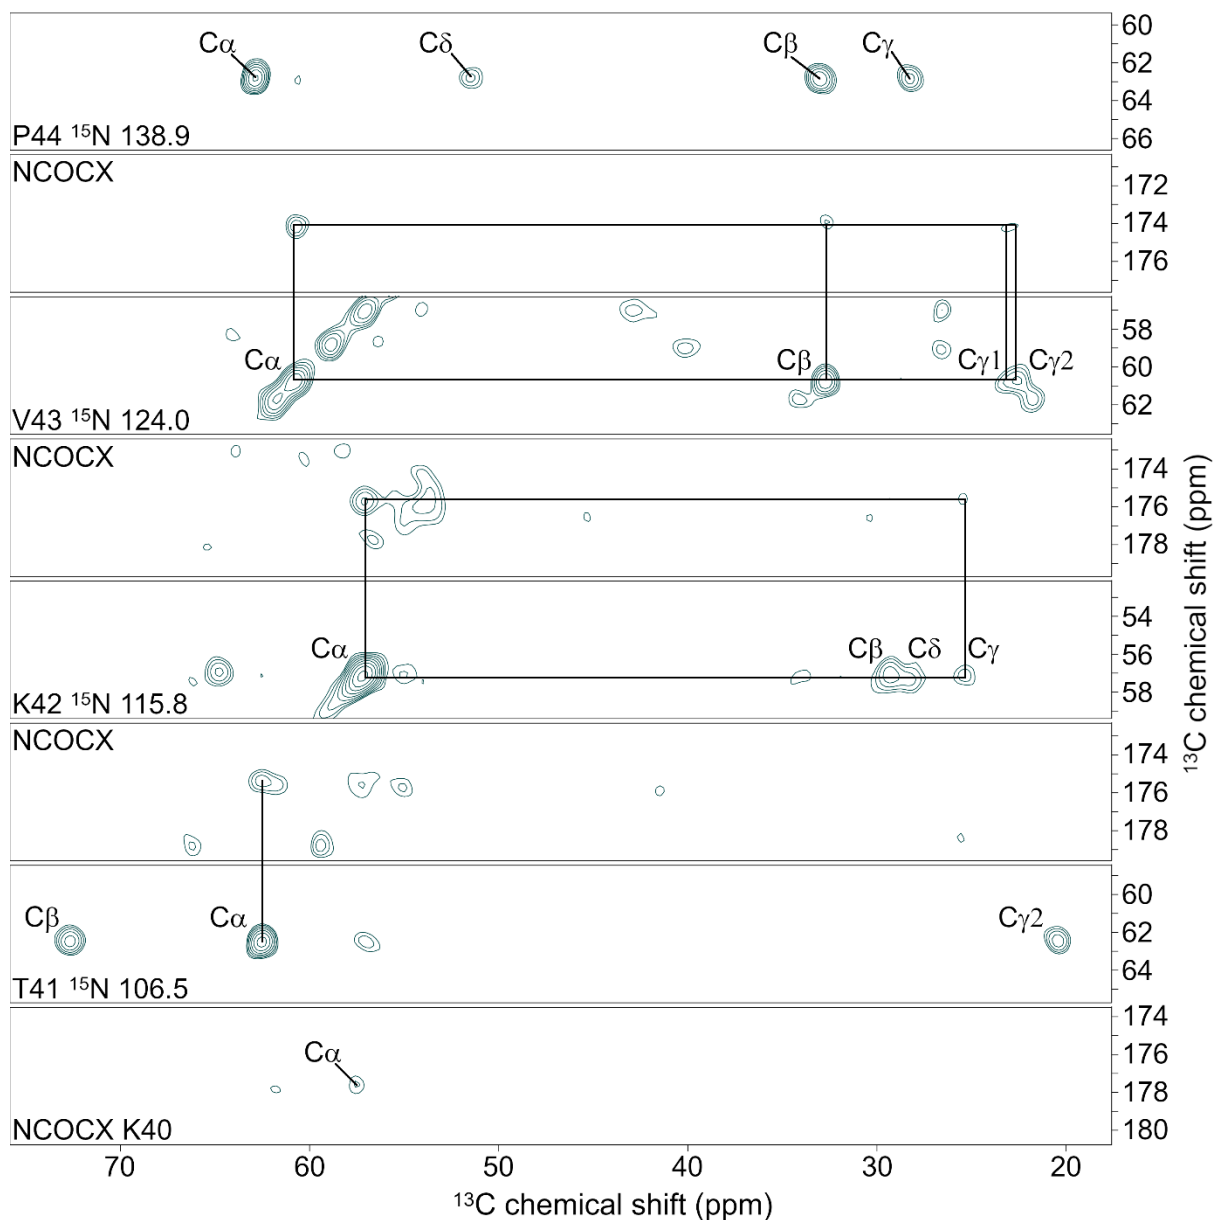 Cα Cδ Cβ Cγ
P44 ¹⁵N 138.9
60
62
64
66
NCOCX
172
174
176
Cα Cβ Cγ1 Cγ2
V43 ¹⁵N 124.0
58
60
62
NCOCX
174
176
178
Cα Cβ Cδ Cγ
K42 ¹⁵N 115.8
54
56
58
NCOCX
174
176
178
Cβ Cα Cγ2
T41 ¹⁵N 106.5
60
62
64
Cα
NCOCX K40
174
176
178
180
¹³C chemical shift (ppm)
70 60 50 40 30 20
¹³C chemical shift (ppm)